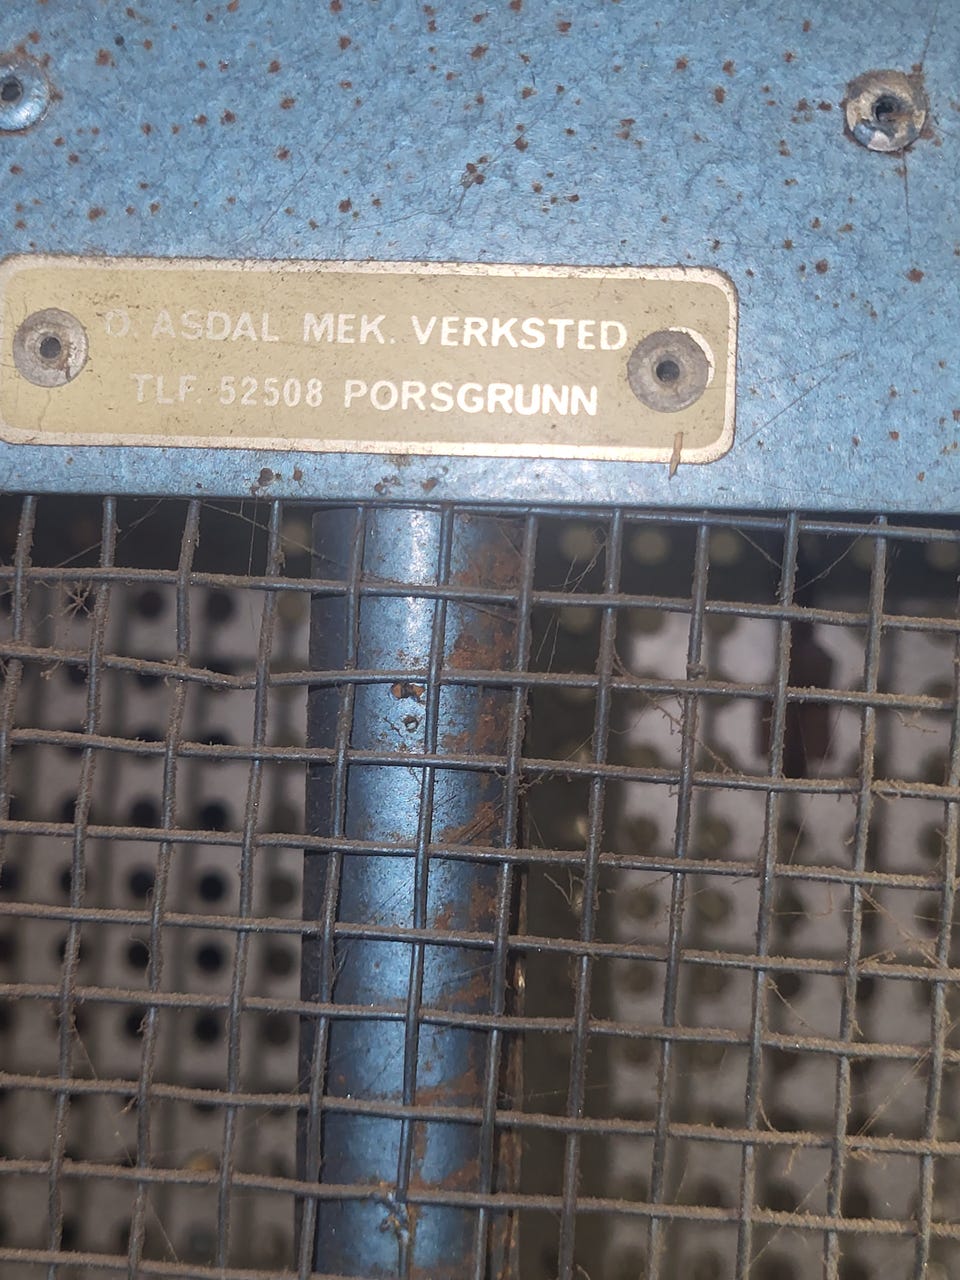 O. ASDAL MEK. VERKSTED
TLF. 52508 PORSGRUNN